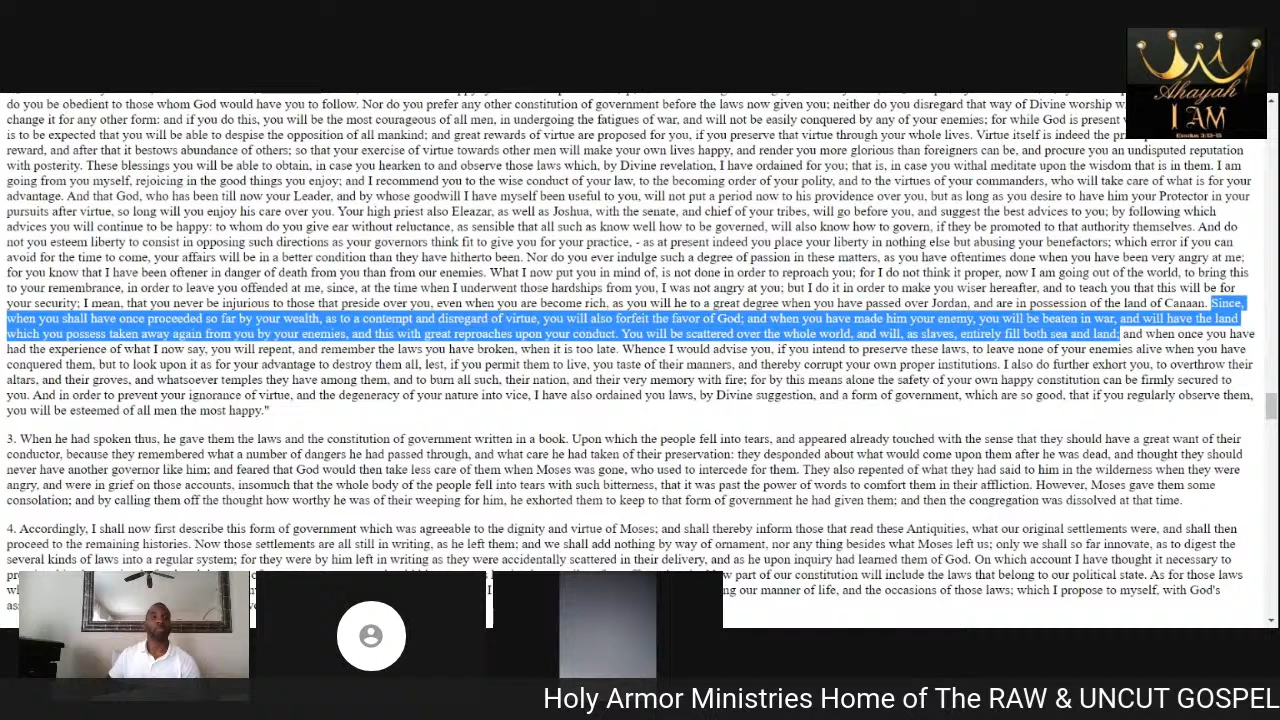 Ahayah
I AM
Exodus 3:13-15
do you be obedient to those whom God would have you to follow. Nor do you prefer any other constitution of government before the laws now given you; neither do you disregard that way of Divine worship
change it for any other form: and if you do this, you will be the most courageous of all men, in undergoing the fatigues of war, and will not be easily conquered by any of your enemies; for while God is present
is to be expected that you will be able to despise the opposition of all mankind; and great rewards of virtue are proposed for you, if you preserve that virtue through your whole lives. Virtue itself is indeed the
reward, and after that it bestows abundance of others; so that your exercise of virtue towards other men will make your own lives happy, and render you more glorious than foreigners can be, and procure you an undisputed reputation
with posterity. These blessings you will be able to obtain, in case you hearken to and observe those laws which, by Divine revelation, I have ordained for you; that is, in case you withal meditate upon the wisdom that is in them. I am
going from you myself, rejoicing in the good things you enjoy; and I recommend you to the wise conduct of your law, to the becoming order of your polity, and to the virtues of your commanders, who will take care of what is for your
advantage. And that God, who has been till now your Leader, and by whose goodwill I have myself been useful to you, will not put a period now to his providence over you, but as long as you desire to have him your Protector in your
pursuits after virtue, so long will you enjoy his care over you. Your high priest also Eleazar, as well as Joshua, with the senate, and chief of your tribes, will go before you, and suggest the best advices to you; by following which
advices you will continue to be happy: to whom do you give ear without reluctance, as sensible that all such as know well how to be governed, will also know how to govern, if they be promoted to that authority themselves. And do
not you esteem liberty to consist in opposing such directions as your governors think fit to give you for your practice, - as at present indeed you place your liberty in nothing else but abusing your benefactors; which error if you can
avoid for the time to come, your affairs will be in a better condition than they have hitherto been. Nor do you ever indulge such a degree of passion in these matters, as you have oftentimes done when you have been very angry at me;
for you know that I have been oftener in danger of death from you than from our enemies. What I now put you in mind of, is not done in order to reproach you; for I do not think it proper, now I am going out of the world, to bring this
to your remembrance, in order to leave you offended at me, since, at the time when I underwent those hardships from you, I was not angry at you; but I do it in order to make you wiser hereafter, and to teach you that this will be for
your security; I mean, that you never be injurious to those that preside over you, even when you are become rich, as you will he to a great degree when you have passed over Jordan, and are in possession of the land of Canaan. Since,
when you shall have once proceeded so far by your wealth, as to a contempt and disregard of virtue, you will also forfeit the favor of God; and when you have made him your enemy, you will be beaten in war, and will have the land
which you possess taken away again from you by your enemies, and this with great reproaches upon your conduct. You will be scattered over the whole world, and will, as slaves, entirely fill both sea and land; and when once you have
had the experience of what I now say, you will repent, and remember the laws you have broken, when it is too late. Whence I would advise you, if you intend to preserve these laws, to leave none of your enemies alive when you have
conquered them, but to look upon it as for your advantage to destroy them all, lest, if you permit them to live, you taste of their manners, and thereby corrupt your own proper institutions. I also do further exhort you, to overthrow their
altars, and their groves, and whatsoever temples they have among them, and to burn all such, their nation, and their very memory with fire; for by this means alone the safety of your own happy constitution can be firmly secured to
you. And in order to prevent your ignorance of virtue, and the degeneracy of your nature into vice, I have also ordained you laws, by Divine suggestion, and a form of government, which are so good, that if you regularly observe them,
you will be esteemed of all men the most happy."
3. When he had spoken thus, he gave them the laws and the constitution of government written in a book. Upon which the people fell into tears, and appeared already touched with the sense that they should have a great want of their
conductor, because they remembered what a number of dangers he had passed through, and what care he had taken of their preservation: they desponded about what would come upon them after he was dead, and thought they should
never have another governor like him; and feared that God would then take less care of them when Moses was gone, who used to intercede for them. They also repented of what they had said to him in the wilderness when they were
angry, and were in grief on those accounts, insomuch that the whole body of the people fell into tears with such bitterness, that it was past the power of words to comfort them in their affliction. However, Moses gave them some
consolation; and by calling them off the thought how worthy he was of their weeping for him, he exhorted them to keep to that form of government he had given them; and then the congregation was dissolved at that time.
4. Accordingly, I shall now first describe this form of government which was agreeable to the dignity and virtue of Moses; and shall thereby inform those that read these Antiquities, what our original settlements were, and shall then
proceed to the remaining histories. Now those settlements are all still in writing, as he left them; and we shall add nothing by way of ornament, nor any thing besides what Moses left us; only we shall so far innovate, as to digest the
several kinds of laws into a regular system; for they were by him left in writing as they were accidentally scattered in their delivery, and as he upon inquiry had learned them of God. On which account I have thought it necessary to
part of our constitution will include the laws that belong to our political state. As for those laws
our manner of life, and the occasions of those laws; which I propose to myself, with God's
Holy Armor Ministries Home of The RAW & UNCUT GOSPEL